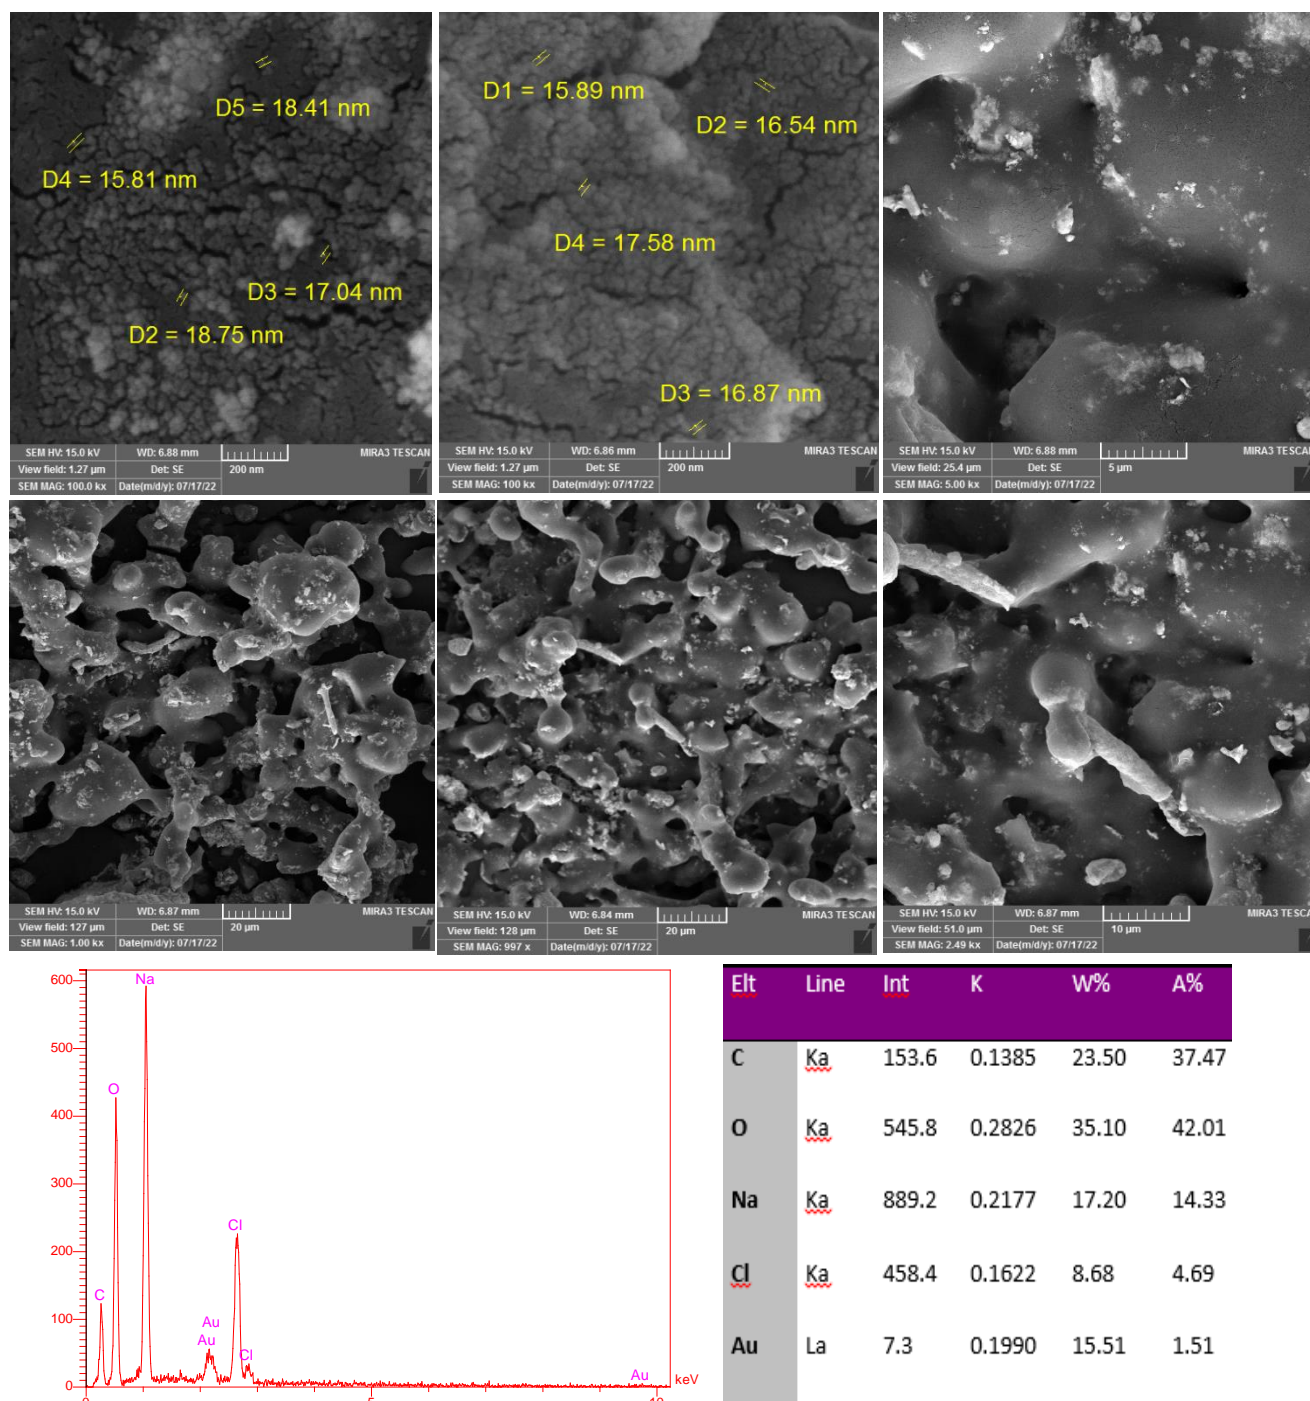 D5 = 18.41 nm
D4 = 15.81 nm
D3 = 17.04 nm
D2 = 18.75 nm
SEM HV: 15.0 kV WD: 6.88 mm MIRA3 TESCAN
View field: 1.27 µm Det: SE 200 nm
SEM MAG: 100.0 kx Date(m/d/y): 07/17/22
D1 = 15.89 nm
D2 = 16.54 nm
D4 = 17.58 nm
D3 = 16.87 nm
SEM HV: 15.0 kV WD: 6.86 mm MIRA3 TESCAN
View field: 1.27 µm Det: SE 200 nm
SEM MAG: 100 kx Date(m/d/y): 07/17/22
SEM HV: 15.0 kV WD: 6.88 mm MIRA3 TESCA
View field: 25.4 µm Det: SE 5 µm
SEM MAG: 5.00 kx Date(m/d/y): 07/17/22
SEM HV: 15.0 kV WD: 6.87 mm MIRA3 TESCAN
View field: 127 µm Det: SE 20 µm
SEM MAG: 1.00 kx Date(m/d/y): 07/17/22
SEM HV: 15.0 kV WD: 6.84 mm MIRA3 TESCAN
View field: 128 µm Det: SE 20 µm
SEM MAG: 997 x Date(m/d/y): 07/17/22
SEM HV: 15.0 kV WD: 6.87 mm MIRA3 TESCA
View field: 51.0 µm Det: SE 10 µm
SEM MAG: 2.49 kx Date(m/d/y): 07/17/22
600
500
400
300
200
100
0
Na
O
Cl
C
Au
Au
Cl
Au
keV
0 5 10
Elt Line Int K W% A%
C Ka 153.6 0.1385 23.50 37.47
O Ka 545.8 0.2826 35.10 42.01
Na Ka 889.2 0.2177 17.20 14.33
Cl Ka 458.4 0.1622 8.68 4.69
Au La 7.3 0.1990 15.51 1.51